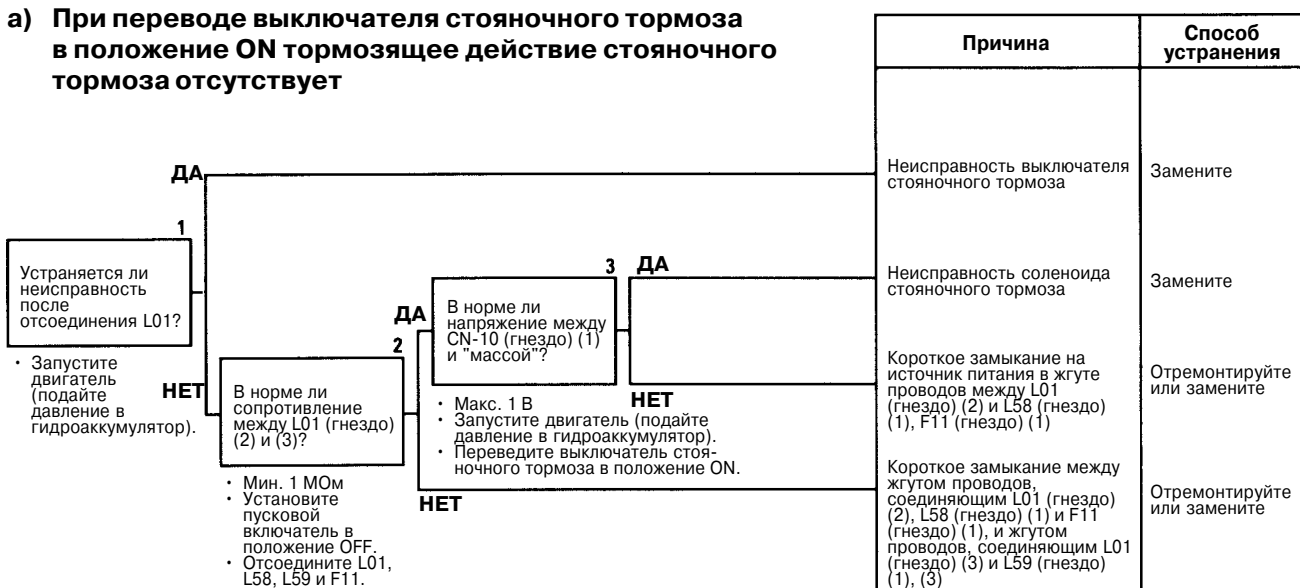 а) При переводе выключателя стояночного тормоза
в положение ON тормозящее действие стояночного
тормоза отсутствует
Причина
Способ
устранения
ДА
Неисправность выключателя
стояночного тормоза
Замените
1
Устраняется ли
неисправность
после
отсоединения L01?
• Запустите
двигатель
(подайте
давление в
гидроаккумулятор).
НЕТ
2
В норме ли
сопротивление
между L01 (гнездо)
(2) и (3)?
• Мин. 1 МОм
• Установите
пусковой
включатель в
положение OFF.
• Отсоедините L01,
L58, L59 и F11.
ДА
3
В норме ли
напряжение между
CN-10 (гнездо) (1)
и "массой"?
• Макс. 1 В
• Запустите двигатель (подайте
давление в гидроаккумулятор).
• Переведите выключатель стоя-
ночного тормоза в положение ON.
ДА
Неисправность соленоида
стояночного тормоза
Замените
НЕТ
Короткое замыкание на
источник питания в жгуте
проводов между L01
(гнездо) (2) и L58 (гнездо)
(1), F11 (гнездо) (1)
Отремонтируйте
или замените
НЕТ
Короткое замыкание между
жгутом проводов,
соединяющим L01 (гнездо)
(2), L58 (гнездо) (1) и F11
(гнездо) (1), и жгутом
проводов, соединяющим L01
(гнездо) (3) и L59 (гнездо)
(1), (3)
Отремонтируйте
или замените